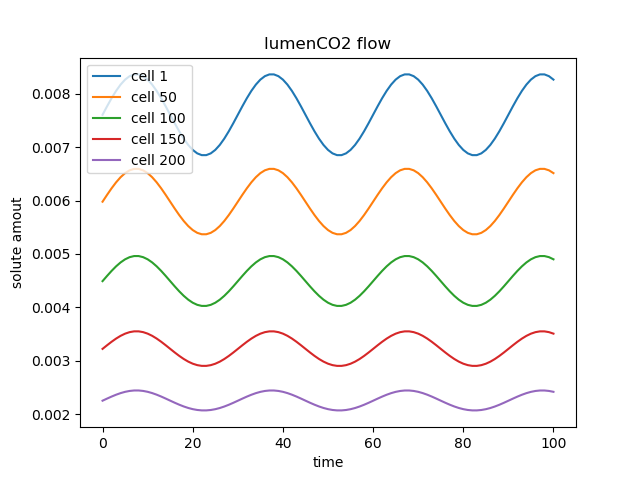 lumenCO2 flow
cell 1
cell 50
cell 100
cell 150
cell 200
solute amout
0.008
0.007
0.006
0.005
0.004
0.003
0.002
0 20 40 60 80 100
time